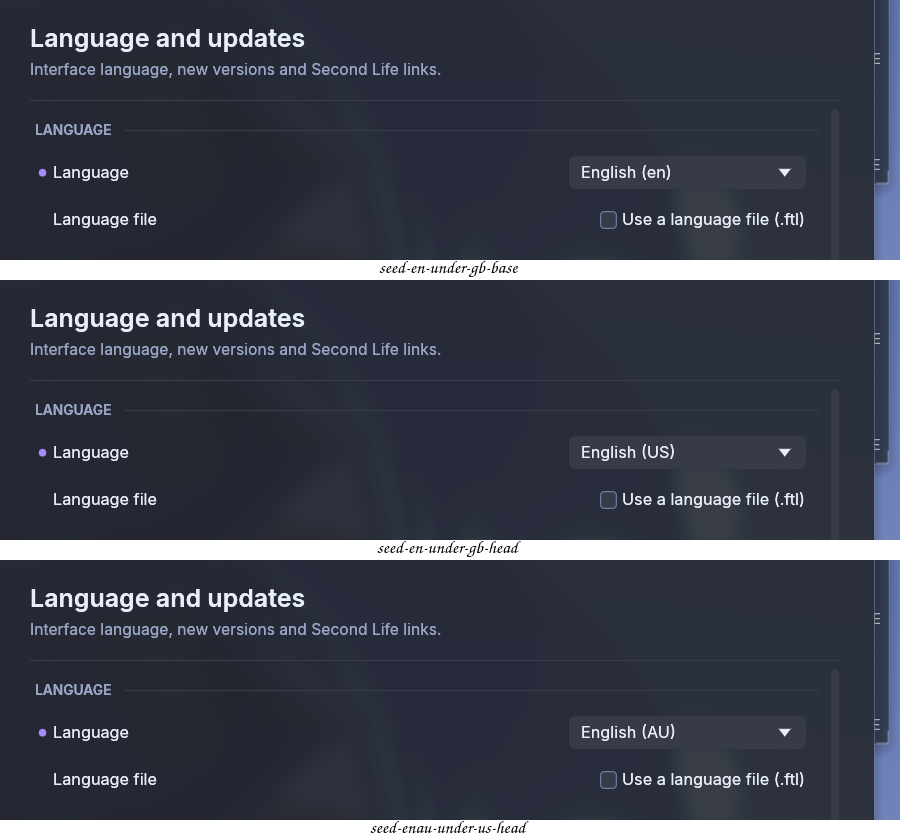 Language and updates
Interface language, new versions and Second Life links.
LANGUAGE
Language English (en)
Language file Use a language file (.ftl)
E
E
seed-en-under-gb-base
Language and updates
Interface language, new versions and Second Life links.
LANGUAGE
Language English (US)
Language file Use a language file (.ftl)
E
E
seed-en-under-gb-head
Language and updates
Interface language, new versions and Second Life links.
LANGUAGE
Language English (AU)
Language file Use a language file (.ftl)
E
E
seed-enau-under-us-head